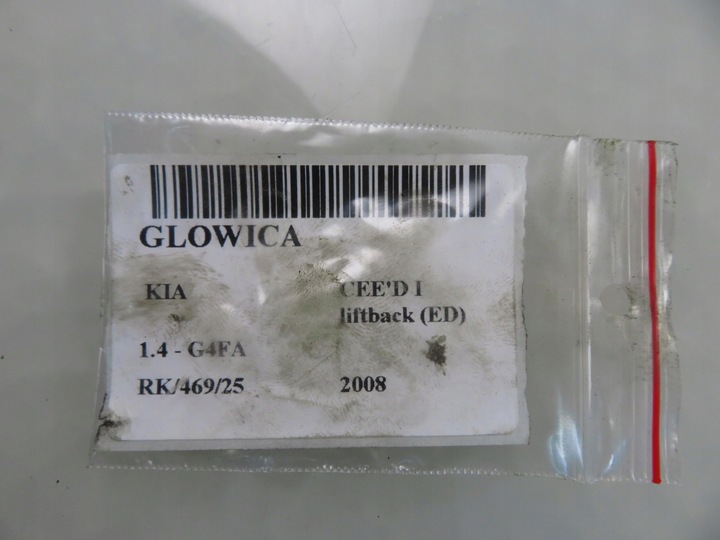 GLOWICA
KIA CEE'D I
liftback (ED)
1.4 - G4FA
RK/469/25 2008